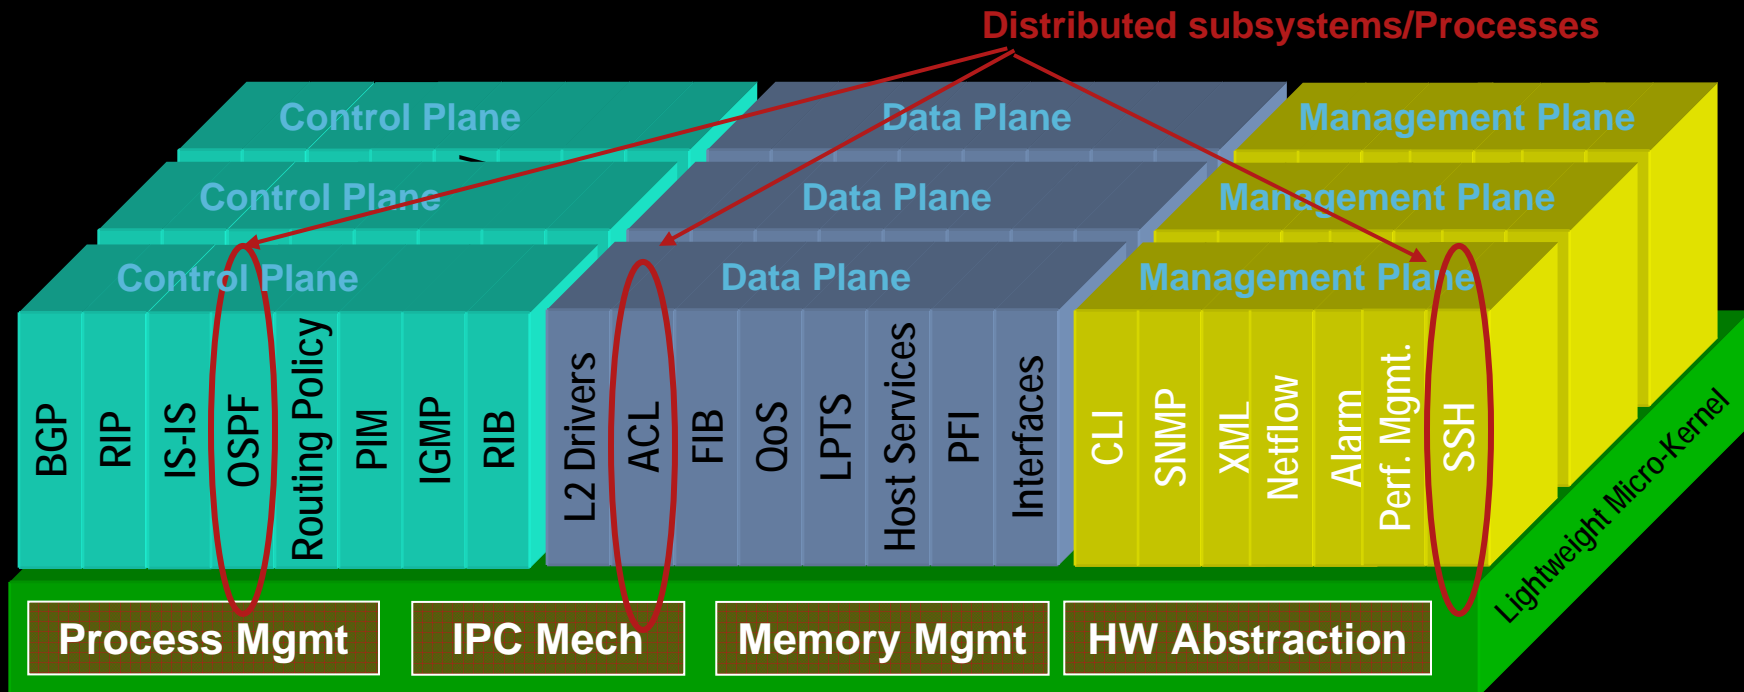 Distributed subsystems/Processes
Control Plane
Data Plane
Management Plane
Control Plane
Data Plane
Management Plane
Control Plane
Data Plane
Management Plane
BGP
RIP
IS-IS
OSPF
Routing Policy
PIM
IGMP
RIB
L2 Drivers
ACL
FIB
QoS
LPTS
Host Services
PFI
Interfaces
CLI
SNMP
XML
Netflow
Alarm
Perf. Mgmt.
SSH
Lightweight Micro-Kernel
Process Mgmt
IPC Mech
Memory Mgmt
HW Abstraction